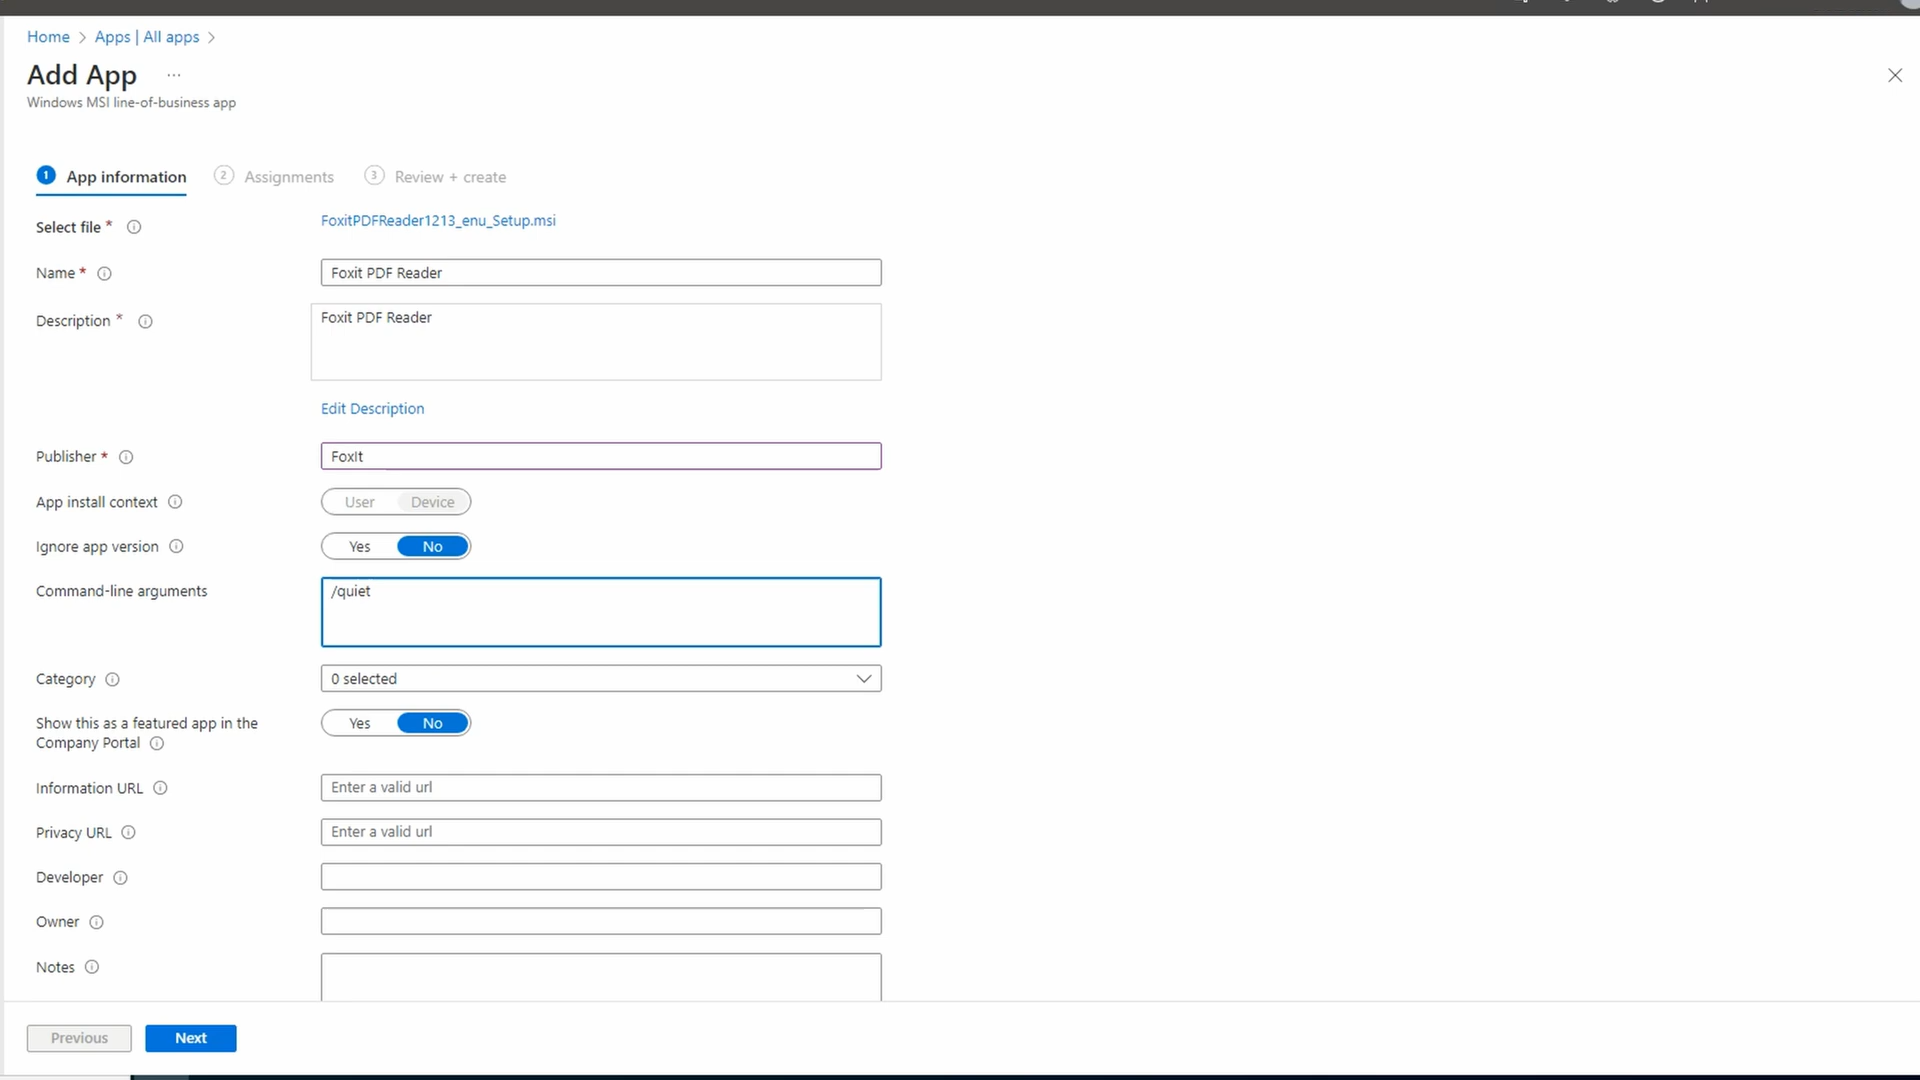 Home > Apps | All apps >
Add App ...
Windows MSI line-of-business app
1 App information 2 Assignments 3 Review + create
Select file * FoxitPDFReader1213_enu_Setup.msi
Name * Foxit PDF Reader
Description * Foxit PDF Reader
Edit Description
Publisher * FoxIt
App install context User Device
Ignore app version Yes No
Command-line arguments /quiet
Category 0 selected
Show this as a featured app in the Yes No
Company Portal
Information URL Enter a valid url
Privacy URL Enter a valid url
Developer
Owner
Notes
Previous Next